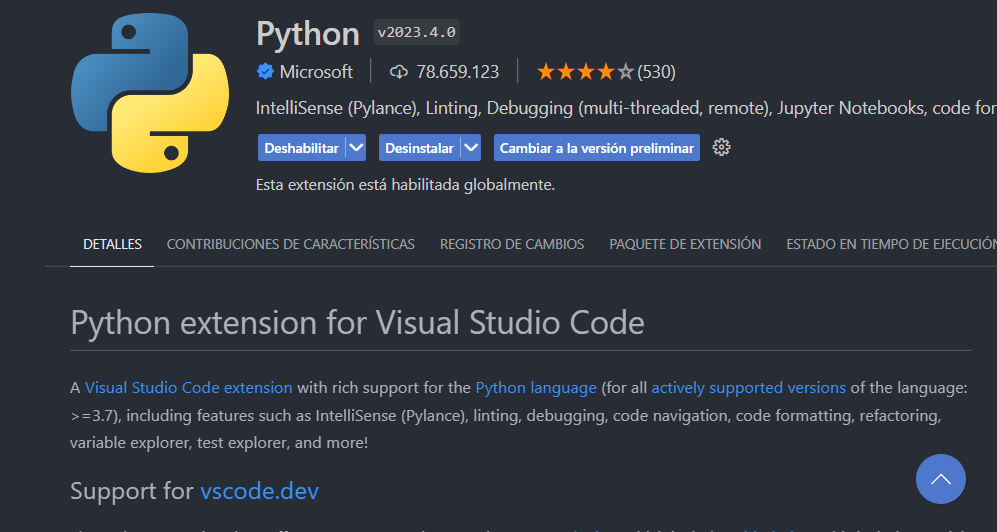 Python v2023.4.0
Microsoft 78.659.123 (530)
IntelliSense (Pylance), Linting, Debugging (multi-threaded, remote), Jupyter Notebooks, code for
Deshabilitar Desinstalar Cambiar a la versión preliminar
Esta extensión está habilitada globalmente.
DETALLES CONTRIBUCIONES DE CARACTERÍSTICAS REGISTRO DE CAMBIOS PAQUETE DE EXTENSIÓN ESTADO EN TIEMPO DE EJECUCIÓN
Python extension for Visual Studio Code
A Visual Studio Code extension with rich support for the Python language (for all actively supported versions of the language:
>=3.7), including features such as IntelliSense (Pylance), linting, debugging, code navigation, code formatting, refactoring,
variable explorer, test explorer, and more!
Support for vscode.dev